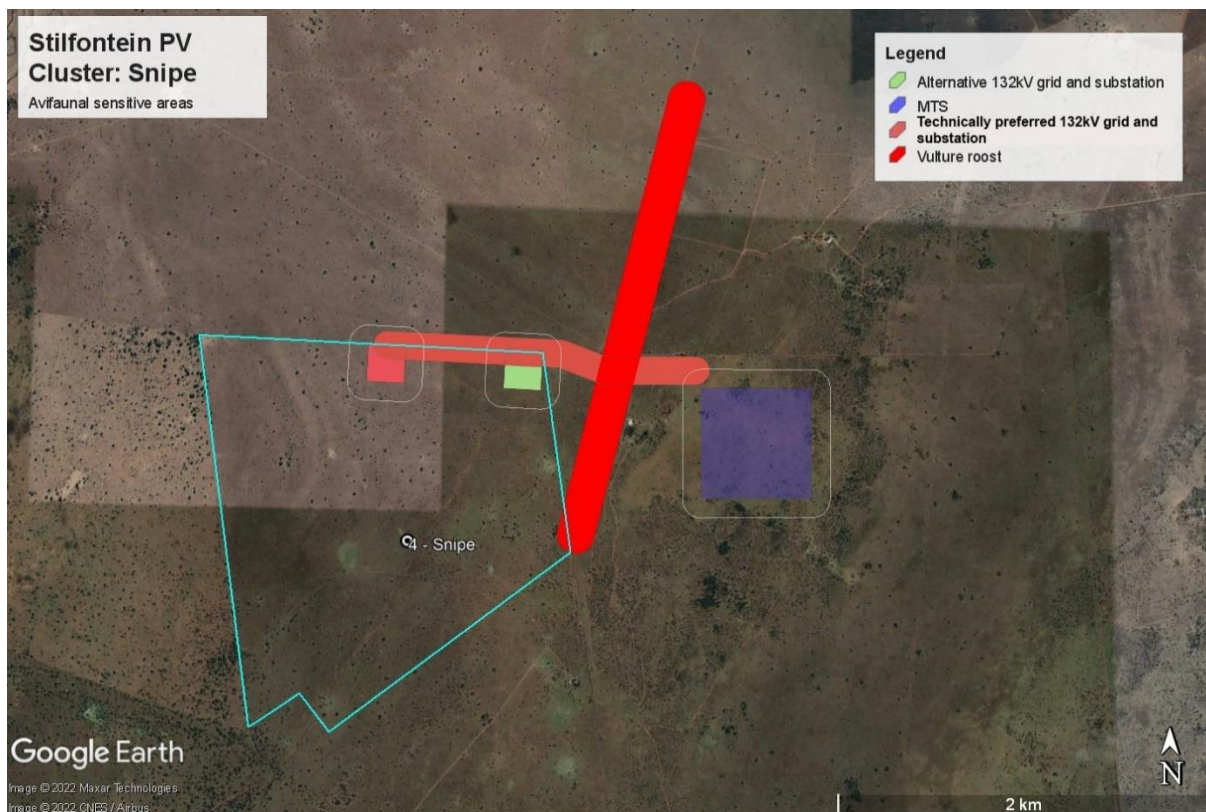 Stilfontein PV
Cluster: Snipe
Avifaunal sensitive areas
Legend
Alternative 132kV grid and substation
MTS
Technically preferred 132kV grid and
substation
Vulture roost
4 - Snipe
Google Earth
Image © 2022 Maxar Technologies
Image © 2022 CNES / Airbus
2 km
N